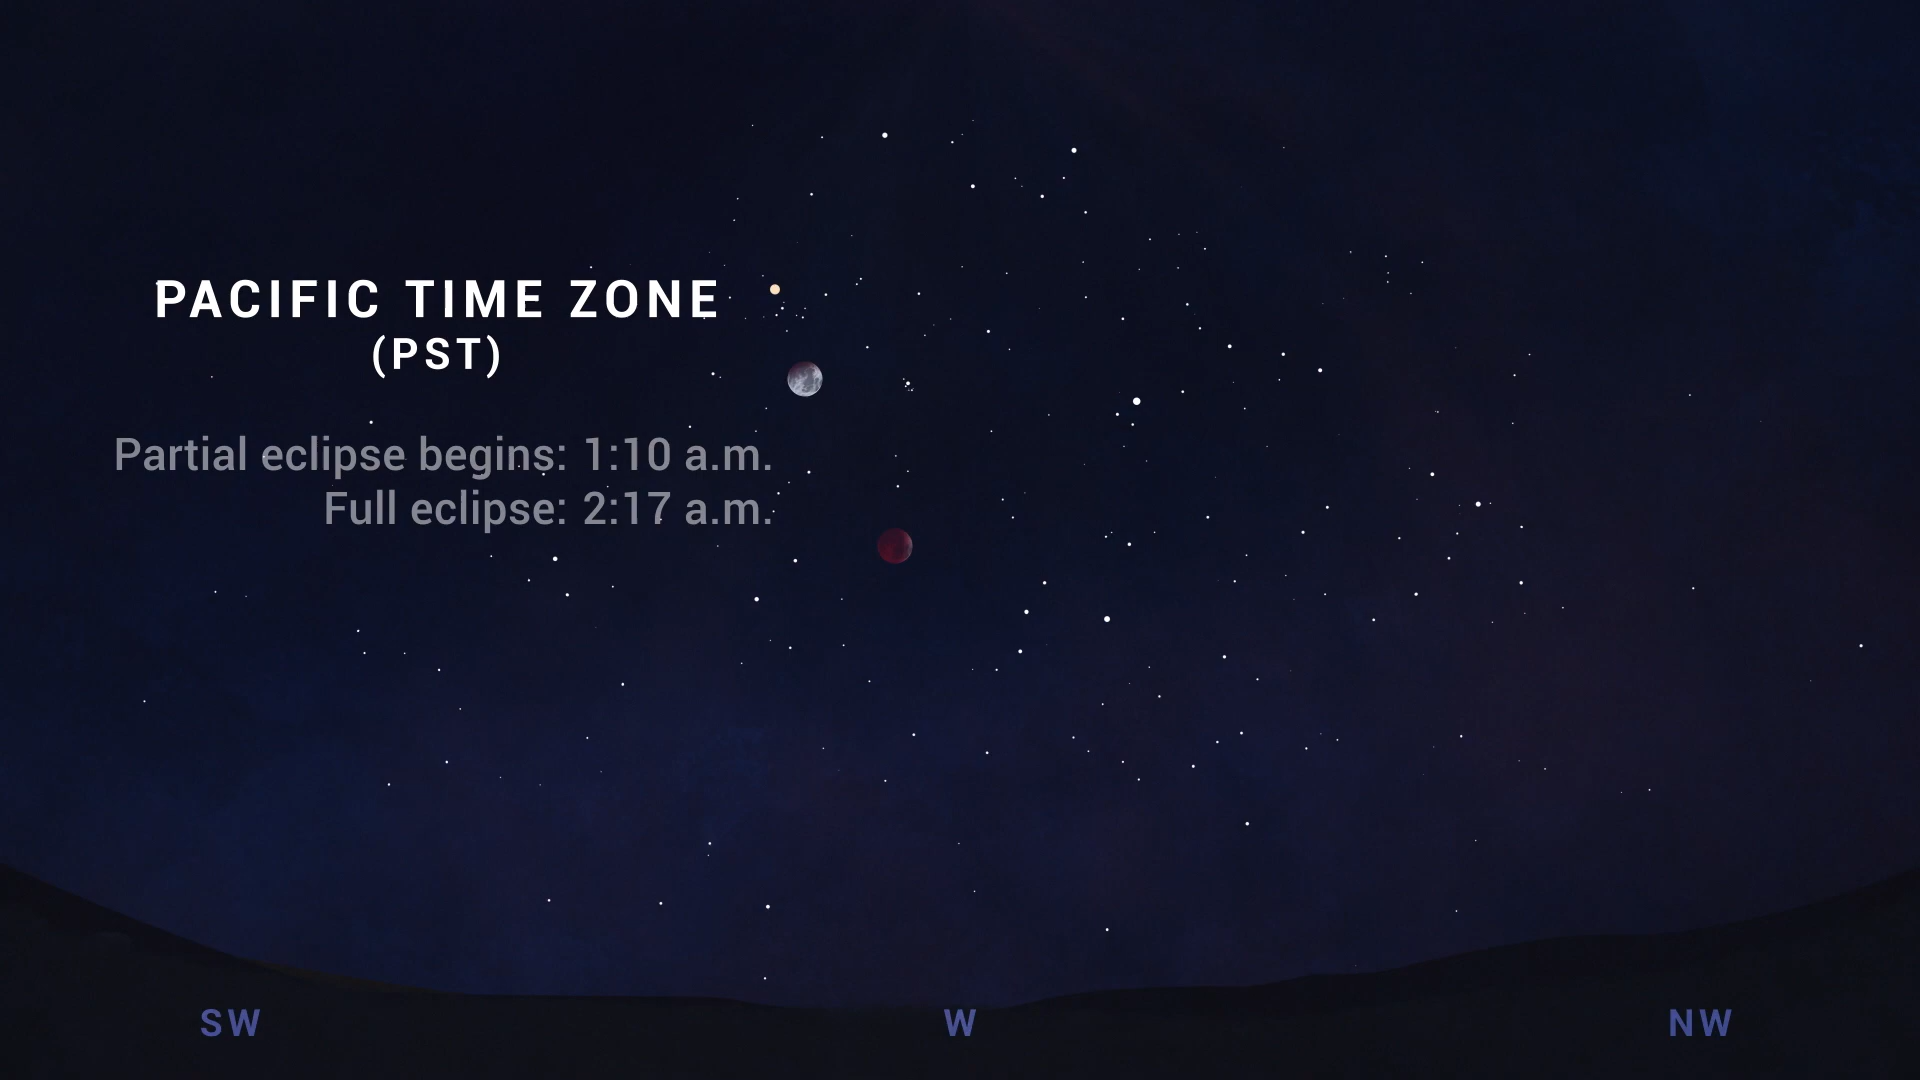 PACIFIC TIME ZONE
(PST)
Partial eclipse begins: 1:10 a.m.
Full eclipse: 2:17 a.m.
SW W NW